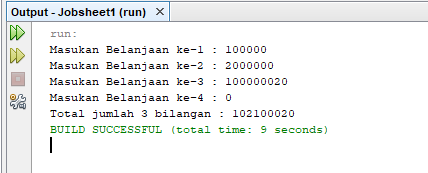 Output - Jobsheet1 (run) ×
run:
Masukan Belanjaan ke-1 : 100000
Masukan Belanjaan ke-2 : 2000000
Masukan Belanjaan ke-3 : 100000020
Masukan Belanjaan ke-4 : 0
Total jumlah 3 bilangan : 102100020
BUILD SUCCESSFUL (total time: 9 seconds)